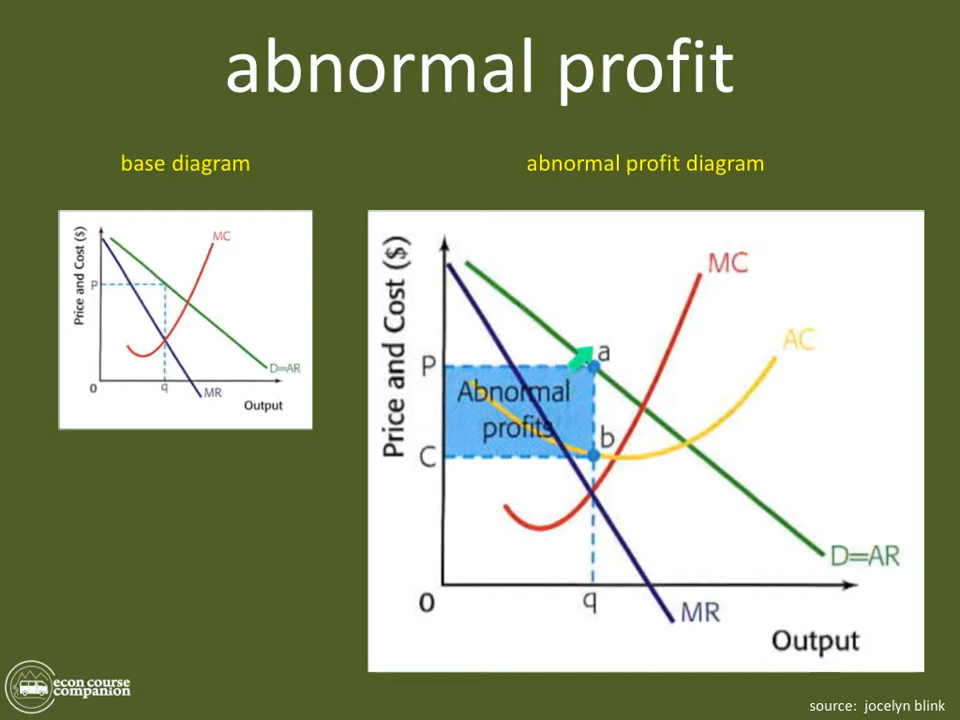 abnormal profit
base diagram
abnormal profit diagram
Price and Cost ($)
MC
P
D=AR
0
q
MR
Output
Price and Cost ($)
MC
AC
a
P
Abnormal
profits
b
C
D=AR
0
q
MR
Output
econ course
companion
source: jocelyn blink